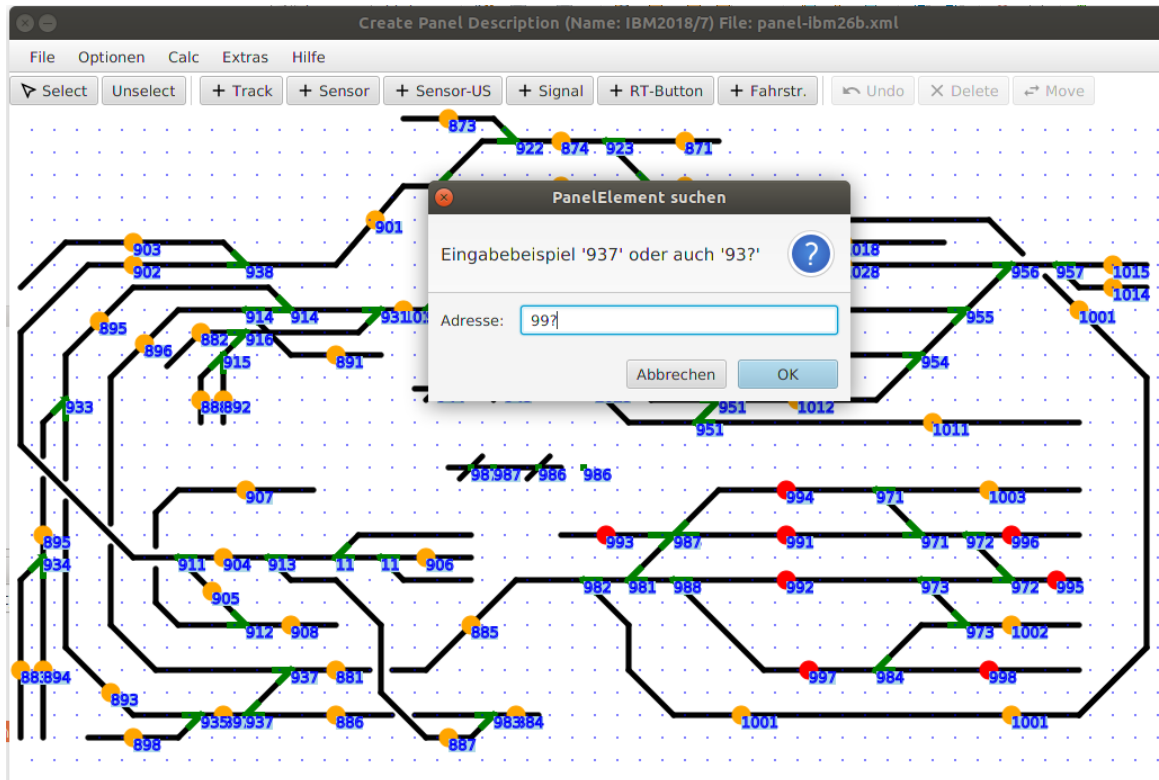 Create Panel Description (Name: IBM2018/7) File: panel-ibm26b.xml
File Optionen Calc Extras Hilfe
Select Unselect + Track + Sensor + Sensor-US + Signal + RT-Button + Fahrstr. Undo Delete Move
873
922 874 923 871
PanelElement suchen
901
903 018
902 938 Eingabebeispiel '937' oder auch '93?' 028 956 957 1015
1014
895 914 914 931 Adresse: 99? 955 1001
882 916
896 915 891 954
Abbrechen OK
888 892
933 951 1012
951 1011
987 987 986 986
907 994 971 1003
895 993 987 991 971 972 996
934 911 904 913 11 11 906
905 982 981 988 992 973 972 995
912 908 885 973 1002
883 894 937 881 997 984 998
893
935 937 886 983 884 1001 1001
898 887